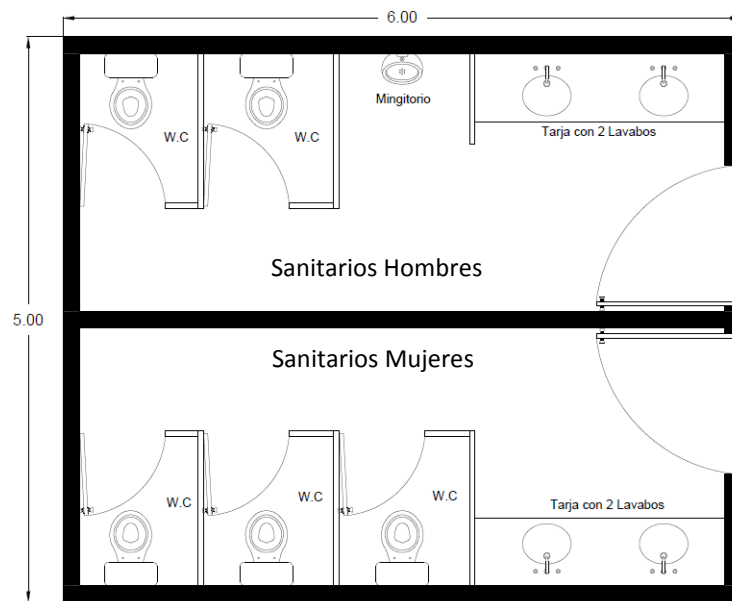 6.00
Mingitorio
W.C
W.C
Tarja con 2 Lavabos
Sanitarios Hombres
5.00
Sanitarios Mujeres
W.C
W.C
W.C
Tarja con 2 Lavabos